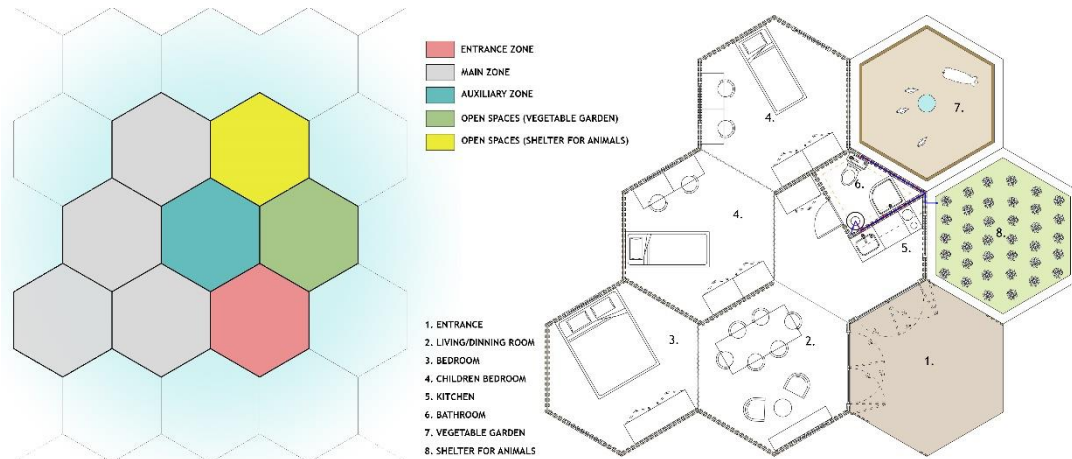 ENTRANCE ZONE
MAIN ZONE
AUXILIARY ZONE
OPEN SPACES (VEGETABLE GARDEN)
OPEN SPACES (SHELTER FOR ANIMALS)
1. ENTRANCE
2. LIVING/DINNING ROOM
3. BEDROOM
4. CHILDREN BEDROOM
5. KITCHEN
6. BATHROOM
7. VEGETABLE GARDEN
8. SHELTER FOR ANIMALS
4.
7.
6.
4.
8.
5.
3.
2.
1.